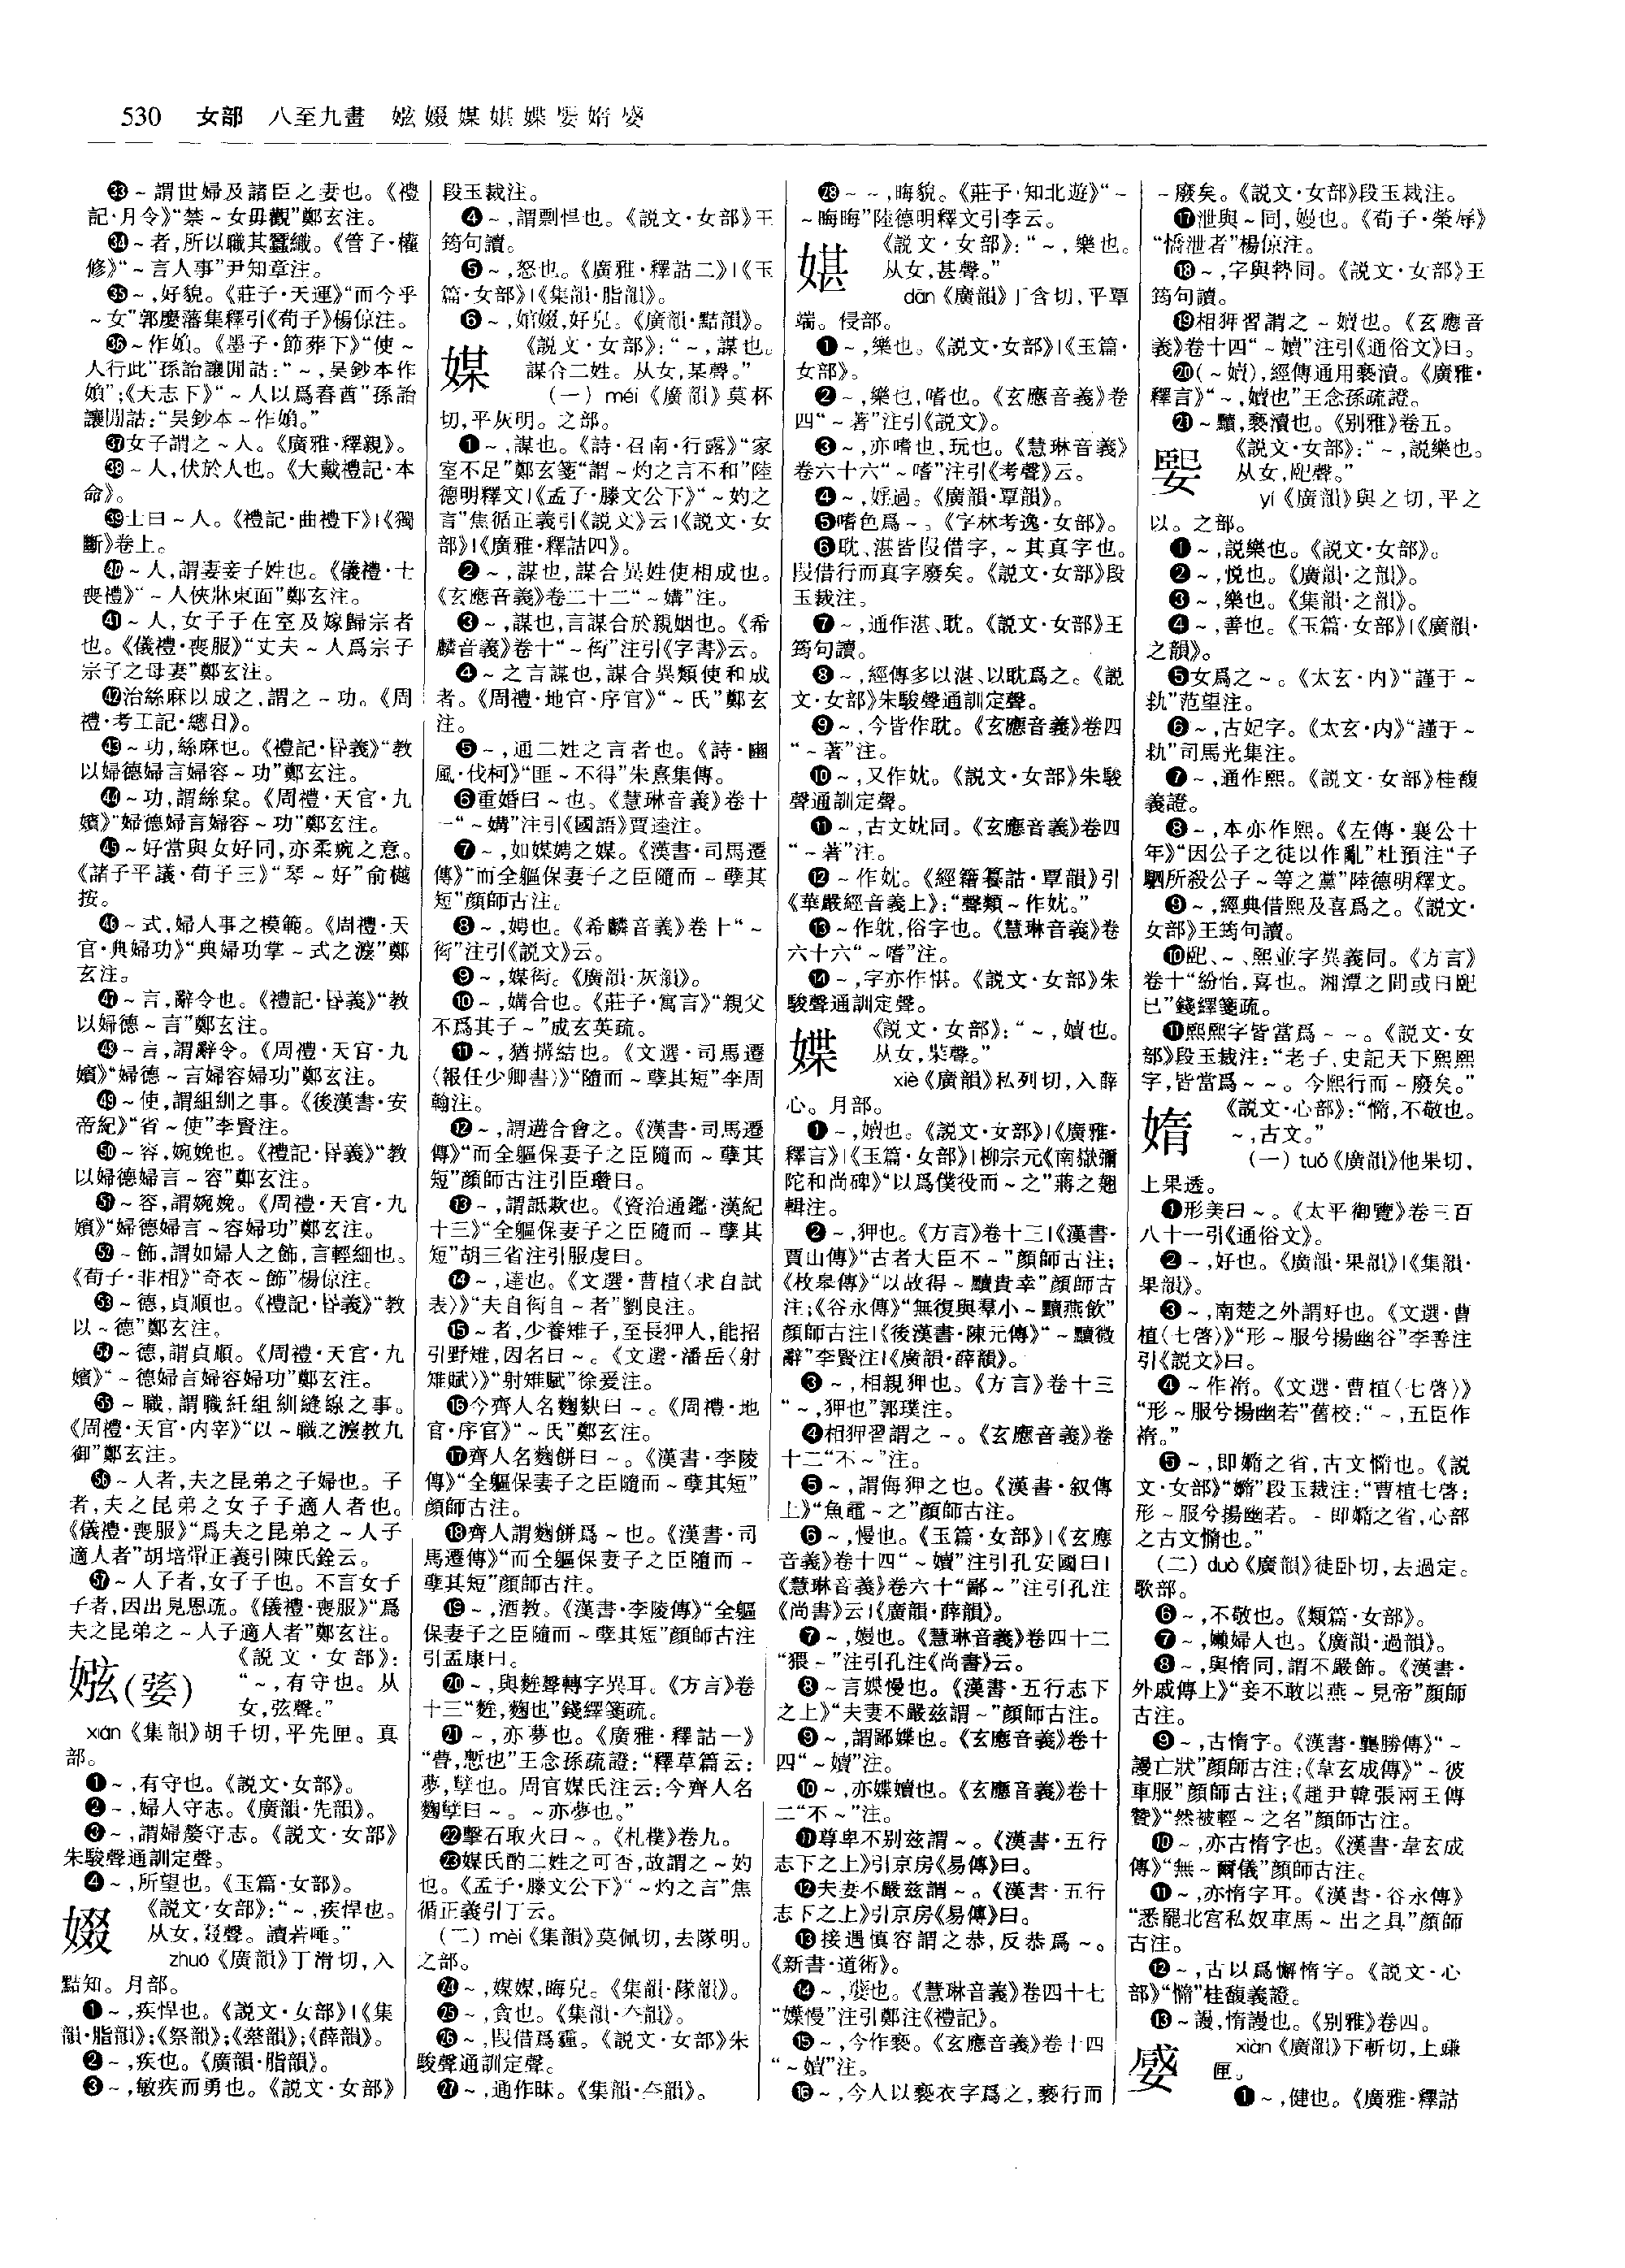 530 女部 八至九畫 娹 娺 媒 媅 媟 媐 媠 㜝
㉝~謂世婦及諸臣之妻也。《禮
記·月令》“禁~女毋觀”鄭玄注。
㉞~者,所以職其蠶織。《管子·權
修》“~言人事”尹知章注。
㉟~,好貌。《莊子·天運》“而今乎
~女”郭慶藩集釋引《荀子》楊倞注。
㊱~作媍。《墨子·節葬下》“使~
人行此”孫詒讓閒詁:“~,吳鈔本作
媍”;《天志下》“~人以爲舂酋”孫詒
讓閒詁:“吳鈔本~作媍。”
㊲女子謂之~人。《廣雅·釋親》。
㊳~人,伏於人也。《大戴禮記·本
命》。
㊴士曰~人。《禮記·曲禮下》|《獨
斷》卷上。
㊵~人,謂妻妾子姓也。《儀禮·士
喪禮》“~人俠牀東面”鄭玄注。
㊶~人,女子子在室及嫁歸宗者
也。《儀禮·喪服》“丈夫~人爲宗子
宗子之母妻”鄭玄注。
㊷治絲麻以成之,謂之~功。《周
禮·考工記·總目》。
㊸~功,絲麻也。《禮記·昏義》“教
以婦德婦言婦容~功”鄭玄注。
㊹~功,謂絲枲。《周禮·天官·九
嬪》“婦德婦言婦容~功”鄭玄注。
㊺~好當與女好同,亦柔婉之意。
《諸子平議·荀子三》“琴~好”俞樾
按。
㊻~式,婦人事之模範。《周禮·天
官·典婦功》“典婦功掌~式之灋”鄭
玄注。
㊼~言,辭令也。《禮記·昏義》“教
以婦德~言”鄭玄注。
㊽~言,謂辭令。《周禮·天官·九
嬪》“婦德~言婦容婦功”鄭玄注。
㊾~使,謂組紃之事。《後漢書·安
帝紀》“省~使”李賢注。
㊿~容,婉娩也。《禮記·昏義》“教
以婦德婦言~容”鄭玄注。
51~容,謂婉娩。《周禮·天官·九
嬪》“婦德婦言~容婦功”鄭玄注。
52~飾,謂如婦人之飾,言輕細也。
《荀子·非相》“奇衣~飾”楊倞注。
53~德,貞順也。《禮記·昏義》“教
以~德”鄭玄注。
54~德,謂貞順。《周禮·天官·九
嬪》“~德婦言婦容婦功”鄭玄注。
55~職,謂職紝組紃縫線之事。
《周禮·天官·内宰》“以~職之灋教九
御”鄭玄注。
56~人者,夫之昆弟之子婦也。子
者,夫之昆弟之女子子適人者也。
《儀禮·喪服》“爲夫之昆弟之~人子
適人者”胡培翬正義引陳氏銓云。
57~人子者,女子子也。不言女子
子者,因出見恩疏。《儀禮·喪服》“爲
夫之昆弟之~人子適人者”鄭玄注。
娹(婱) 《説文·女部》:
“~,有守也。从
女,弦聲。”
xián《集韻》胡千切,平先匣。真
部。
❶~,有守也。《説文·女部》。
❷~,婦人守志。《廣韻·先韻》。
❸~,謂婦嫠守志。《説文·女部》
朱駿聲通訓定聲。
❹~,所望也。《玉篇·女部》。
娺 《説文·女部》:“~,疾悍也。
从女,叕聲。讀若唾。”
zhuó《廣韻》丁滑切,入
黠知。月部。
❶~,疾悍也。《説文·女部》|《集
韻·脂韻》;《祭韻》;《舝韻》;《薛韻》。
❷~,疾也。《廣韻·脂韻》。
❸~,敏疾而勇也。《説文·女部》
段玉裁注。
❹~,謂剽悍也。《説文·女部》王
筠句讀。
❺~,怒也。《廣雅·釋詁二》|《玉
篇·女部》|《集韻·脂韻》。
❻~,婠娺,好皃。《廣韻·黠韻》。
媒 《説文·女部》:“~,謀也。
謀合二姓。从女,某聲。”
(一)méi《廣韻》莫杯
切,平灰明。之部。
❶~,謀也。《詩·召南·行露》“家
室不足”鄭玄箋“謂~妁之言不和”陸
德明釋文|《孟子·滕文公下》“~妁之
言”焦循正義引《説文》云|《説文·女
部》|《廣雅·釋詁四》。
❷~,謀也,謀合異姓使相成也。
《玄應音義》卷二十二“~媾”注。
❸~,謀也,言謀合於親姻也。《希
麟音義》卷十“~衒”注引《字書》云。
❹~之言謀也,謀合異類使和成
者。《周禮·地官·序官》“~氏”鄭玄
注。
❺~,通二姓之言者也。《詩·豳
風·伐柯》“匪~不得”朱熹集傳。
❻重婚曰~也。《慧琳音義》卷十
一“~媾”注引《國語》賈逵注。
❼~,如媒娉之媒。《漢書·司馬遷
傳》“而全軀保妻子之臣隨而~孽其
短”顏師古注。
❽~,娉也。《希麟音義》卷十“~
衒”注引《説文》云。
❾~,媒衒。《廣韻·灰韻》。
❿~,媾合也。《莊子·寓言》“親父
不爲其子~”成玄英疏。
⓫~,猶搆結也。《文選·司馬遷
〈報任少卿書〉》“隨而~孽其短”李周
翰注。
⓬~,謂遘合會之。《漢書·司馬遷
傳》“而全軀保妻子之臣隨而~孽其
短”顏師古注引臣瓚曰。
⓭~,謂詆欺也。《資治通鑑·漢紀
十三》“全軀保妻子之臣隨而~孽其
短”胡三省注引服虔曰。
⓮~,達也。《文選·曹植〈求自試
表〉》“夫自衒自~者”劉良注。
⓯~者,少養雉子,至長狎人,能招
引野雉,因名曰~。《文選·潘岳〈射
雉賦〉》“射雉賦”徐爰注。
⓰今齊人名麴䴷曰~。《周禮·地
官·序官》“~氏”鄭玄注。
⓱齊人名麴餅曰~。《漢書·李陵
傳》“全軀保妻子之臣隨而~孽其短”
顏師古注。
⓲齊人謂麴餅爲~也。《漢書·司
馬遷傳》“而全軀保妻子之臣隨而~
孽其短”顏師古注。
⓳~,酒教。《漢書·李陵傳》“全軀
保妻子之臣隨而~孽其短”顏師古注
引孟康曰。
⓴~,與䴢聲轉字異耳。《方言》卷
十三“䴢,麴也”錢繹箋疏。
㉑~,亦夢也。《廣雅·釋詁一》
“瞢,慙也”王念孫疏證:“釋草篇云:
夢,孼也。周官媒氏注云:今齊人名
麴孼曰~。~亦夢也。”
㉒擊石取火曰~。《札樸》卷九。
㉓媒氏酌二姓之可否,故謂之~妁
也。《孟子·滕文公下》“~妁之言”焦
循正義引丁云。
(二)mèi《集韻》莫佩切,去隊明。
之部。
㉔~,媒媒,晦皃。《集韻·隊韻》。
㉕~,貪也。《集韻·厽韻》。
㉖~,叚借爲䆀。《説文·女部》朱
駿聲通訓定聲。
㉗~,通作昧。《集韻·厽韻》。
㉘~~,晦貌。《莊子·知北遊》“~
~晦晦”陸德明釋文引李云。
媅 《説文·女部》:“~,樂也。
从女,甚聲。”
dān《廣韻》丁含切,平覃
端。侵部。
❶~,樂也。《説文·女部》|《玉篇·
女部》。
❷~,樂也,嗜也。《玄應音義》卷
四“~著”注引《説文》。
❸~,亦嗜也,玩也。《慧琳音義》
卷六十六“~嗜”注引《考聲》云。
❹~,妷過。《廣韻·覃韻》。
❺嗜色爲~。《字林考逸·女部》。
❻耽、湛皆叚借字,~其真字也。
叚借行而真字廢矣。《説文·女部》段
玉裁注。
❼~,通作湛、耽。《説文·女部》王
筠句讀。
❽~,經傳多以湛、以耽爲之。《説
文·女部》朱駿聲通訓定聲。
❾~,今皆作耽。《玄應音義》卷四
“~著”注。
❿~,又作妉。《説文·女部》朱駿
聲通訓定聲。
⓫~,古文妉同。《玄應音義》卷四
“~著”注。
⓬~作妉。《經籍籑詁·覃韻》引
《華嚴經音義上》:“聲類~作妉。”
⓭~作躭,俗字也。《慧琳音義》卷
六十六“~嗜”注。
⓮~,字亦作愖。《説文·女部》朱
駿聲通訓定聲。
媟 《説文·女部》:“~,嬻也。
从女,枼聲。”
xiè《廣韻》私列切,入薛
心。月部。
❶~,嬻也。《説文·女部》|《廣雅·
釋言》|《玉篇·女部》|柳宗元《南嶽彌
陀和尚碑》“以爲僕役而~之”蔣之翹
輯注。
❷~,狎也。《方言》卷十三|《漢書·
賈山傳》“古者大臣不~”顏師古注;
《枚皋傳》“以故得~黷貴幸”顏師古
注;《谷永傳》“無復與羣小~黷燕飲”
顏師古注|《後漢書·陳元傳》“~黷微
辭”李賢注|《廣韻·薛韻》。
❸~,相親狎也。《方言》卷十三
“~,狎也”郭璞注。
❹相狎習謂之~。《玄應音義》卷
十二“不~”注。
❺~,謂侮狎之也。《漢書·叙傳
上》“魚黿~之”顏師古注。
❻~,慢也。《玉篇·女部》|《玄應
音義》卷十四“~嬻”注引孔安國曰|
《慧琳音義》卷六十“鄙~”注引孔注
《尚書》云|《廣韻·薛韻》。
❼~,嫚也。《慧琳音義》卷四十二
“猥~”注引孔注《尚書》云。
❽~言媟慢也。《漢書·五行志下
之上》“夫妻不嚴兹謂~”顏師古注。
❾~,謂鄙媟也。《玄應音義》卷十
四“~嬻”注。
❿~,亦媟嬻也。《玄應音義》卷十
二“不~”注。
⓫尊卑不别兹謂~。《漢書·五行
志下之上》引京房《易傳》曰。
⓬夫妻不嚴兹謂~。《漢書·五行
志下之上》引京房《易傳》曰。
⓭接遇慎容謂之恭,反恭爲~。
《新書·道術》。
⓮~,嬖也。《慧琳音義》卷四十七
“媟慢”注引鄭注《禮記》。
⓯~,今作褻。《玄應音義》卷十四
“~嬻”注。
⓰~,今人以褻衣字爲之,褻行而
~廢矣。《説文·女部》段玉裁注。
⓱泄與~同,嫚也。《荀子·榮辱》
“憍泄者”楊倞注。
⓲~,字與暬同。《説文·女部》王
筠句讀。
⓳相狎習謂之~嬻也。《玄應音
義》卷十四“~嬻”注引《通俗文》曰。
⓴(~嬻),經傳通用褻瀆。《廣雅·
釋言》“~,嬻也”王念孫疏證。
㉑~黷,褻瀆也。《别雅》卷五。
媐 《説文·女部》:“~,説樂也。
从女,巸聲。”
yí《廣韻》與之切,平之
以。之部。
❶~,説樂也。《説文·女部》。
❷~,悦也。《廣韻·之韻》。
❸~,樂也。《集韻·之韻》。
❹~,善也。《玉篇·女部》|《廣韻·
之韻》。
❺女爲之~。《太玄·内》“謹于~
執”范望注。
❻~,古妃字。《太玄·内》“謹于~
執”司馬光集注。
❼~,通作熙。《説文·女部》桂馥
義證。
❽~,本亦作熙。《左傳·襄公十
年》“因公子之徒以作亂”杜預注“子
駟所殺公子~等之黨”陸德明釋文。
❾~,經典借熙及喜爲之。《説文·
女部》王筠句讀。
❿巸、~、熙並字異義同。《方言》
卷十“紛怡,喜也。湘潭之間或曰巸
已”錢繹箋疏。
⓫熙熙字皆當爲~~。《説文·女
部》段玉裁注:“老子、史記天下熙熙
字,皆當爲~~。今熙行而~廢矣。”
媠 《説文·心部》:“憜,不敬也。
~,古文。”
(一)tuǒ《廣韻》他果切,
上果透。
❶形美曰~。《太平御覽》卷三百
八十一引《通俗文》。
❷~,好也。《廣韻·果韻》|《集韻·
果韻》。
❸~,南楚之外謂好也。《文選·曹
植〈七啓〉》“形~服兮揚幽谷”李善注
引《説文》曰。
❹~作褕。《文選·曹植〈七啓〉》
“形~服兮揚幽若”舊校:“~,五臣作
褕。”
❺~,即嫷之省,古文憜也。《説
文·女部》“嫷”段玉裁注:“曹植七啓:
形~服兮揚幽若。~即嫷之省,心部
之古文憜也。”
(二)duò《廣韻》徒卧切,去過定。
歌部。
❻~,不敬也。《類篇·女部》。
❼~,嬾婦人也。《廣韻·過韻》。
❽~,與惰同,謂不嚴飾。《漢書·
外戚傳上》“妾不敢以燕~見帝”顏師
古注。
❾~,古惰字。《漢書·龔勝傳》“~
謾亡狀”顏師古注;《韋玄成傳》“~彼
車服”顏師古注;《趙尹韓張兩王傳
贊》“然被輕~之名”顏師古注。
❿~,亦古惰字也。《漢書·韋玄成
傳》“無~爾儀”顏師古注。
⓫~,亦惰字耳。《漢書·谷永傳》
“悉罷北宫私奴車馬~出之具”顏師
古注。
⓬~,古以爲懈惰字。《説文·心
部》“憜”桂馥義證。
⓭~謾,惰謾也。《别雅》卷四。
xiàn《廣韻》下斬切,上豏
匣。
❶~,健也。《廣雅·釋詁